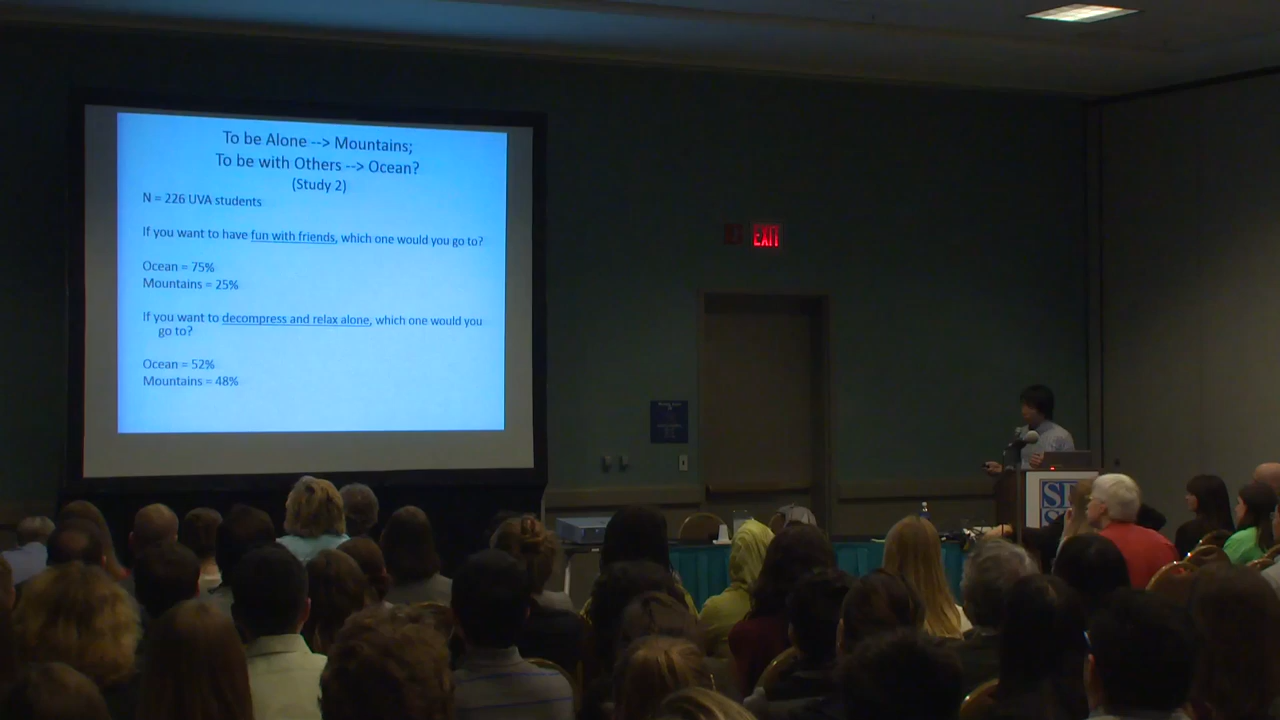 To be Alone --> Mountains;
To be with Others --> Ocean?
(Study 2)
N = 226 UVA students
If you want to have fun with friends, which one would you go to?
Ocean = 75%
Mountains = 25%
If you want to decompress and relax alone, which one would you
go to?
Ocean = 52%
Mountains = 48%
EXIT